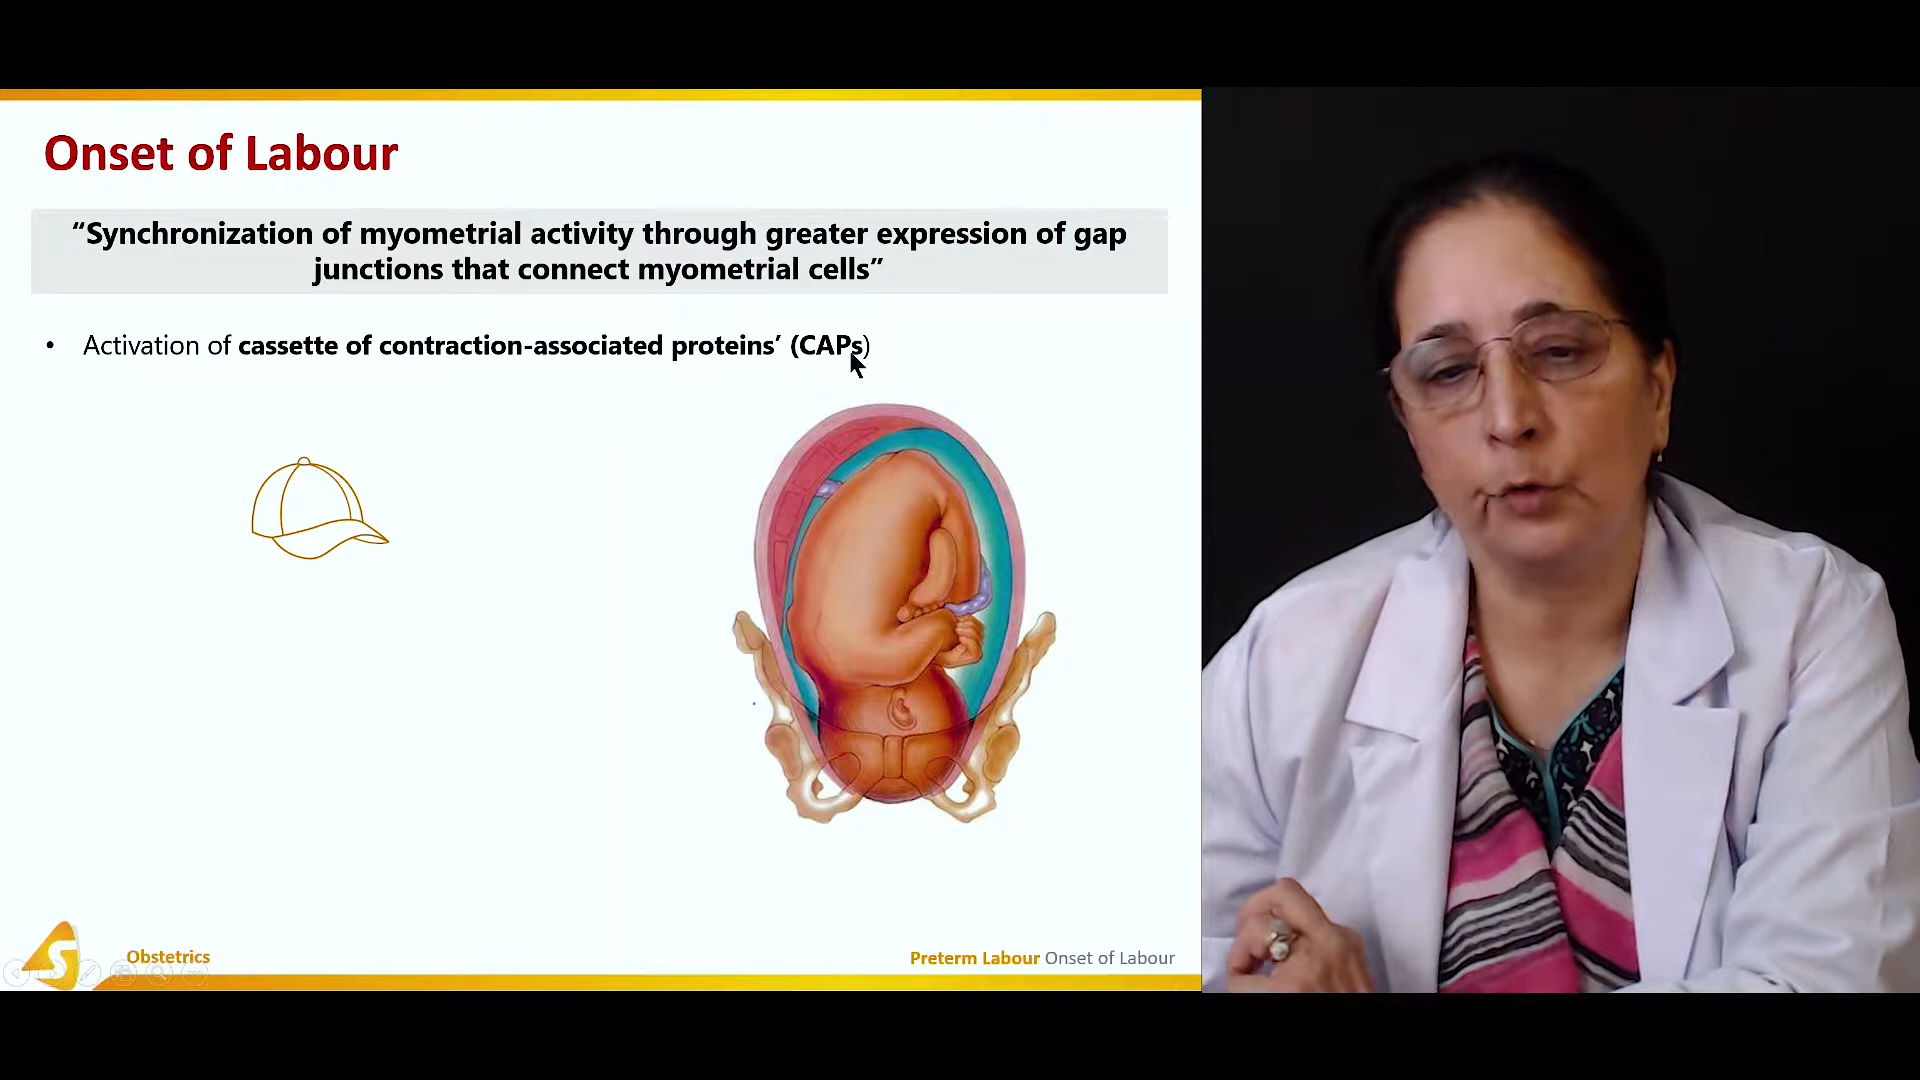 Onset of Labour
“Synchronization of myometrial activity through greater expression of gap
junctions that connect myometrial cells”
• Activation of cassette of contraction-associated proteins’ (CAPs)
S
Obstetrics
Preterm Labour Onset of Labour